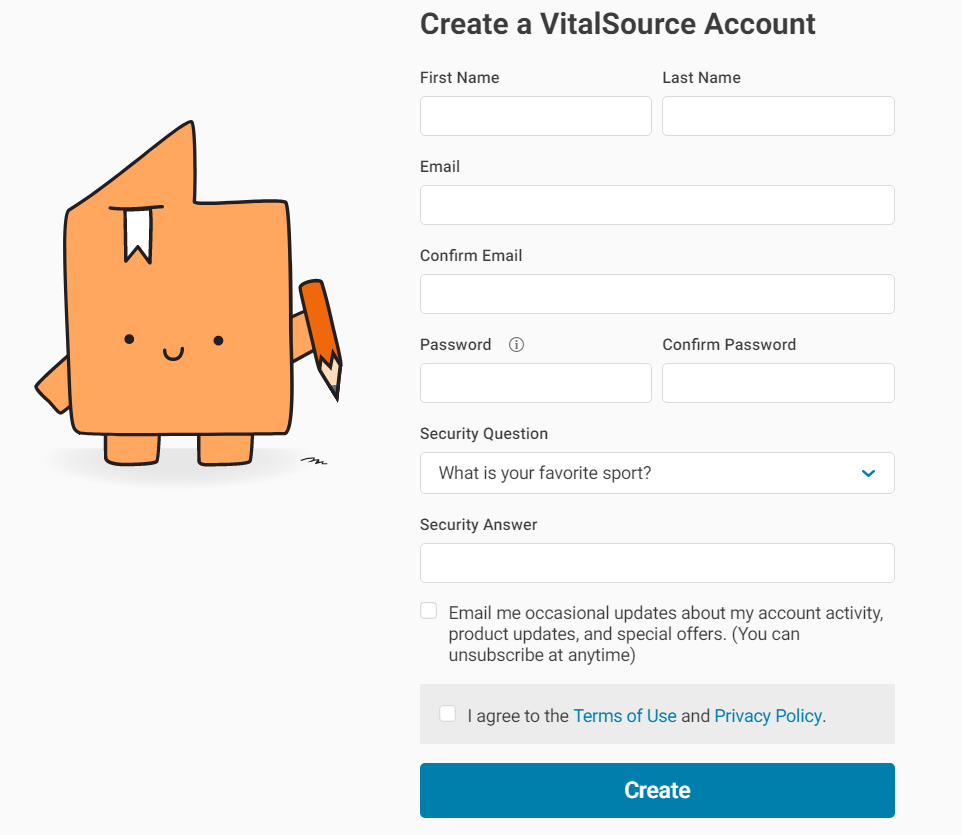 Create a VitalSource Account
First Name
Last Name
Email
Confirm Email
Password
Confirm Password
Security Question
What is your favorite sport?
Security Answer
Email me occasional updates about my account activity,
product updates, and special offers. (You can
unsubscribe at anytime)
I agree to the Terms of Use and Privacy Policy.
Create